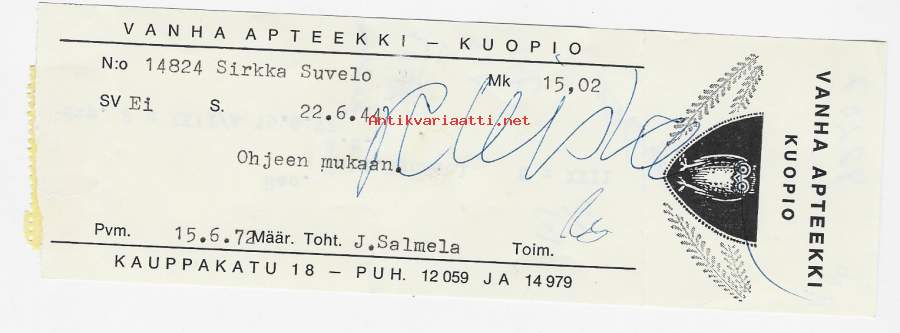 VANHA APTEEKKI – KUOPIO
N:o 14824 Sirkka Suvelo Mk 15,02
SV Ei S. 22.6.44
Antikvariaatti.net
Ohjeen mukaan.
Pvm. 15.6.72 Määr. Toht. J.Salmela Toim.
KAUPPAKATU 18 – PUH. 12 059 JA 14 979
VANHA APTEEKKI
KUOPIO